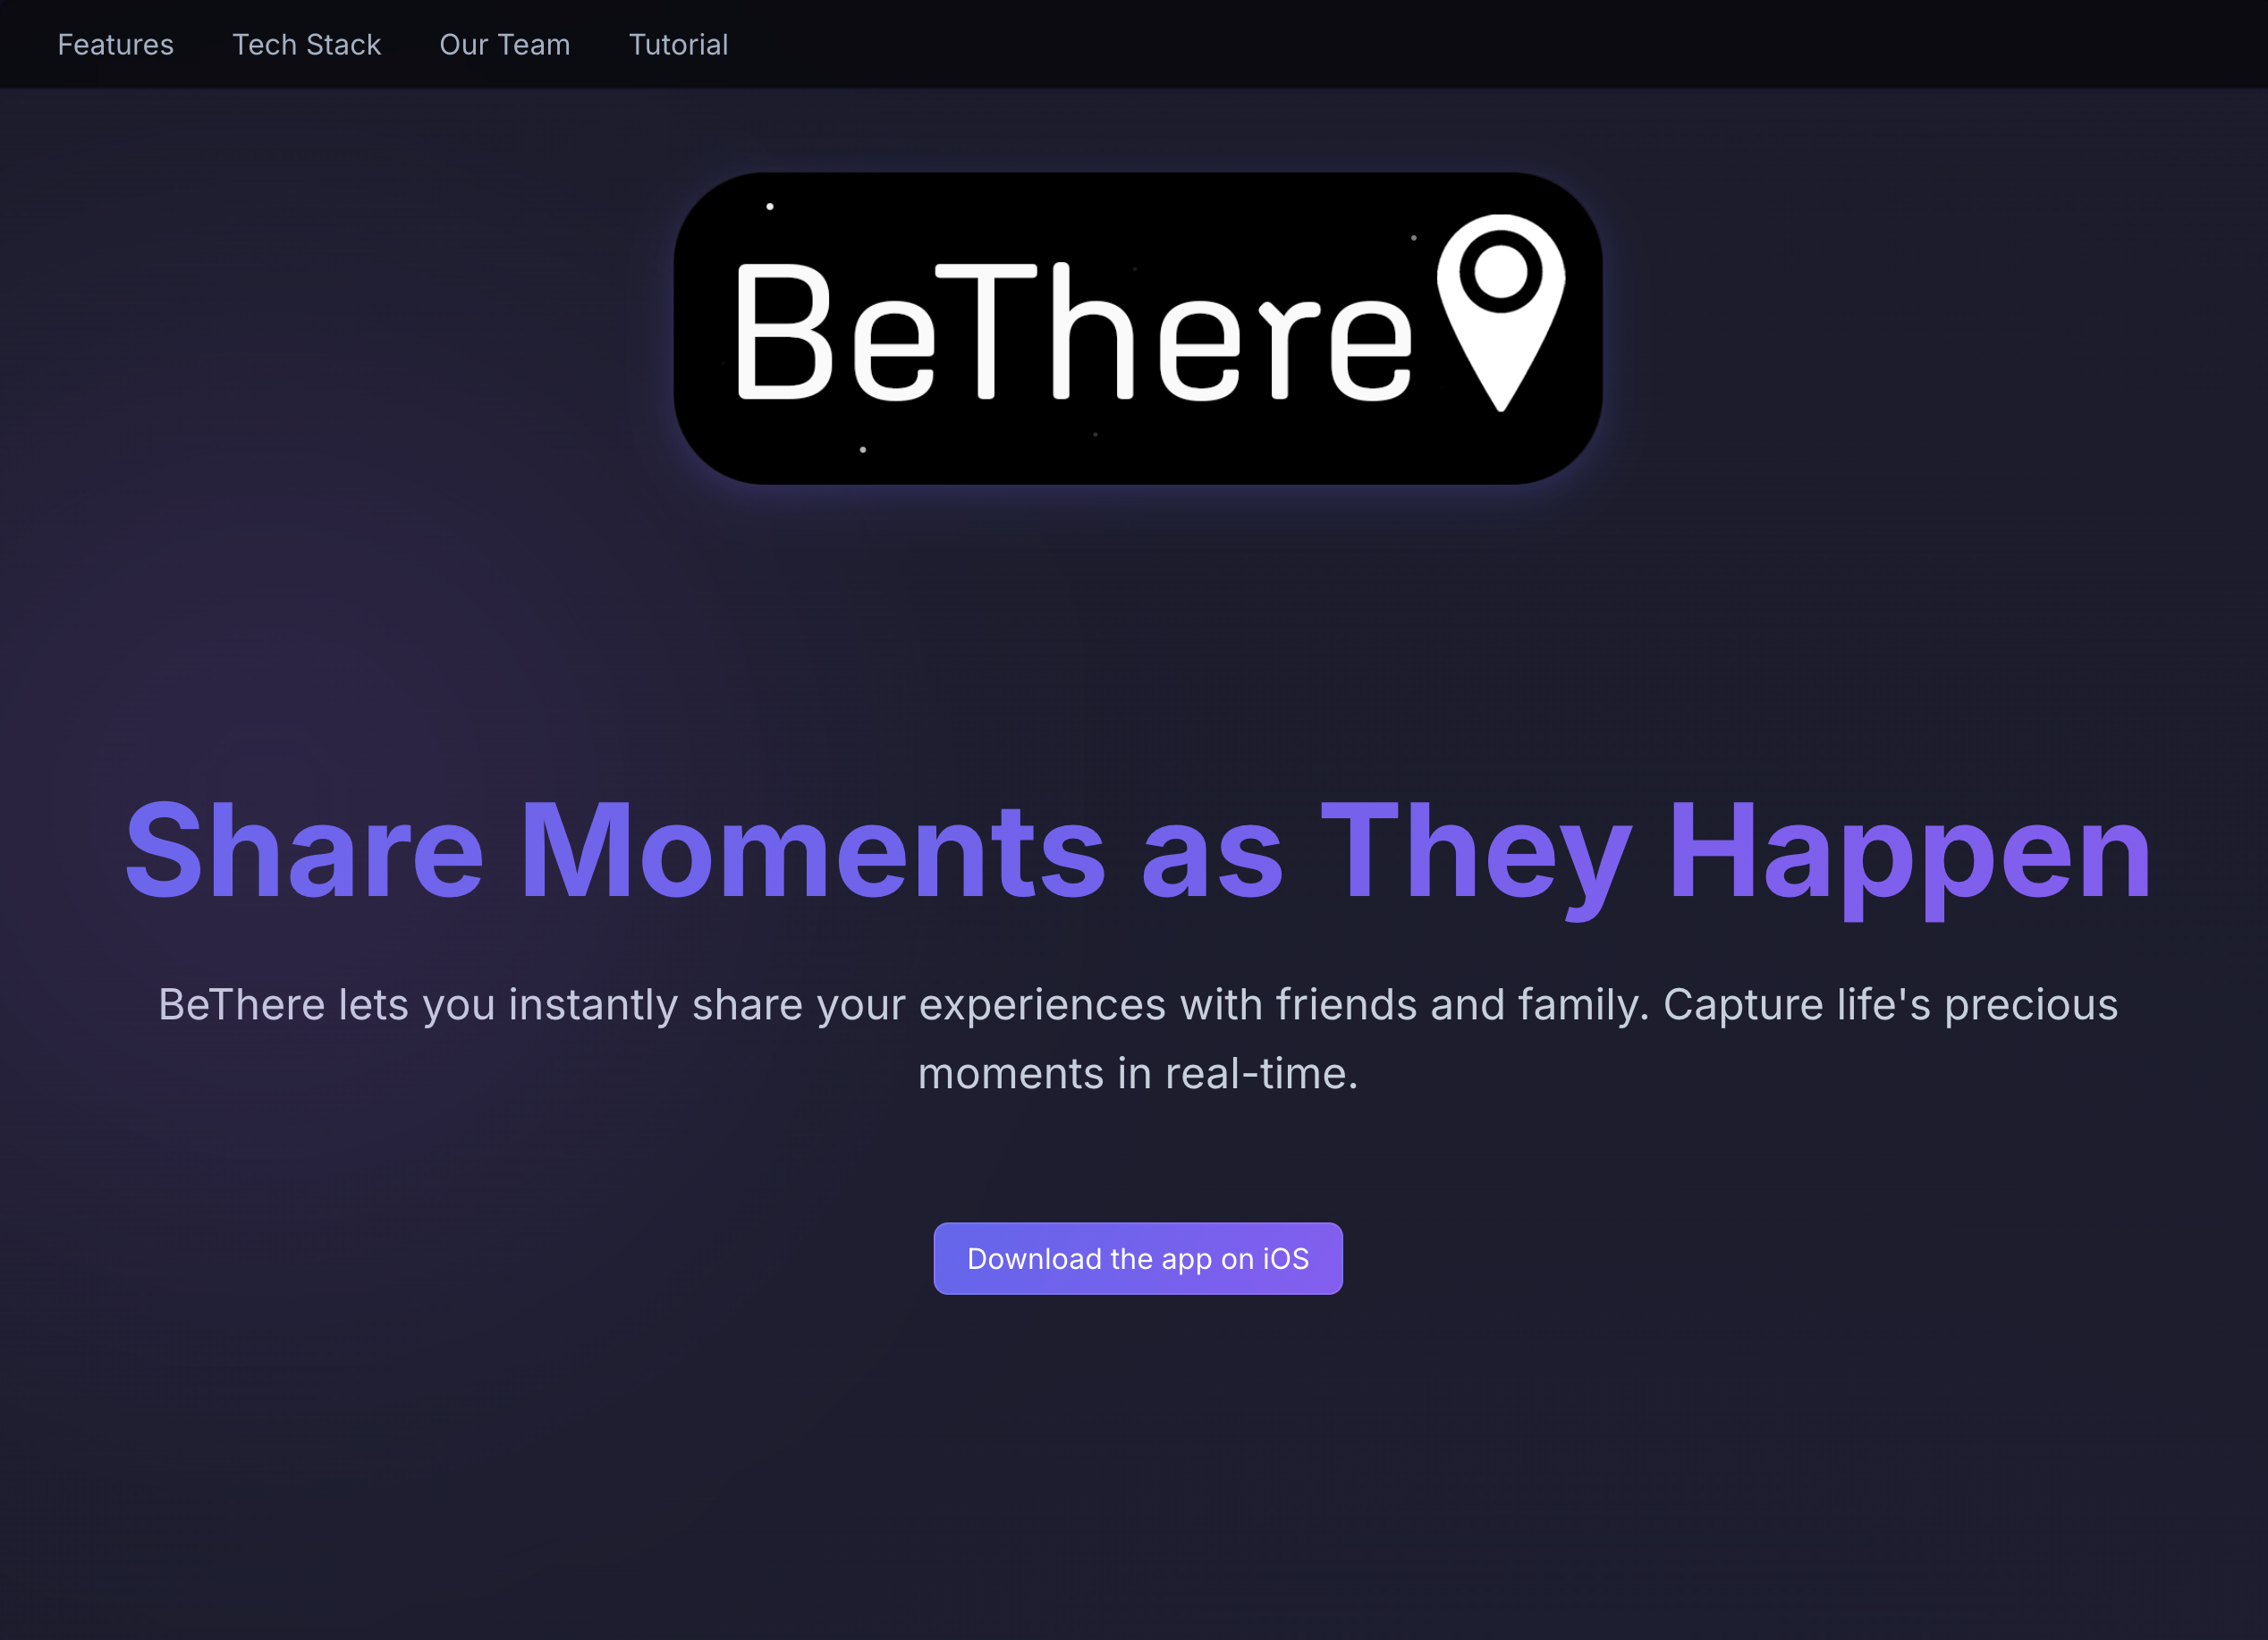 Features Tech Stack Our Team Tutorial
BeThere
Share Moments as They Happen
BeThere lets you instantly share your experiences with friends and family. Capture life's precious
moments in real-time.
Download the app on iOS